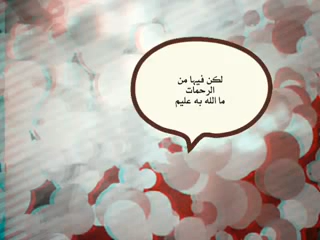 لكن فيها من
الرحمات
ما الله به عليم